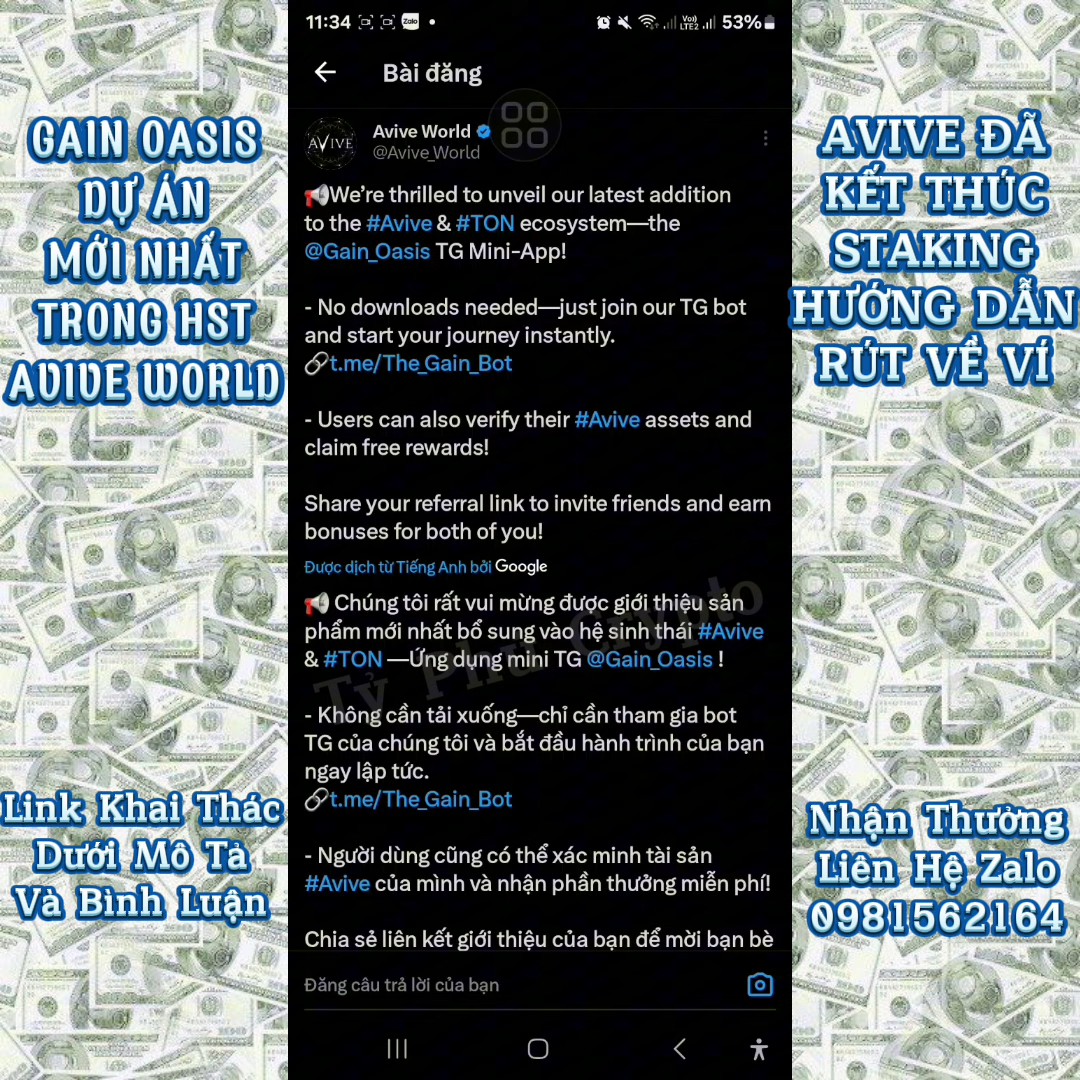 GAIN OASIS
DỰ ÁN
MỚI NHẤT
TRONG HST
AVIVE WORLD
Link Khai Thác
Dưới Mô Tả
Và Bình Luận
11:34
Zalo
Vo))
LTE2
53%
Bài đăng
AVIVE
Avive World
@Avive_World
📢We’re thrilled to unveil our latest addition
to the #Avive & #TON ecosystem—the
@Gain_Oasis TG Mini-App!
- No downloads needed—just join our TG bot
and start your journey instantly.
🔗t.me/The_Gain_Bot
- Users can also verify their #Avive assets and
claim free rewards!
Share your referral link to invite friends and earn
bonuses for both of you!
Được dịch từ Tiếng Anh bởi Google
📢 Chúng tôi rất vui mừng được giới thiệu sản
phẩm mới nhất bổ sung vào hệ sinh thái #Avive
& #TON —Ứng dụng mini TG @Gain_Oasis !
Tỷ Phú Crypto
- Không cần tải xuống—chỉ cần tham gia bot
TG của chúng tôi và bắt đầu hành trình của bạn
ngay lập tức.
🔗t.me/The_Gain_Bot
- Người dùng cũng có thể xác minh tài sản
#Avive của mình và nhận phần thưởng miễn phí!
Chia sẻ liên kết giới thiệu của bạn để mời bạn bè
Đăng câu trả lời của bạn
AVIVE ĐÃ
KẾT THÚC
STAKING
HƯỚNG DẪN
RÚT VỀ VÍ
Nhận Thưởng
Liên Hệ Zalo
0981562164